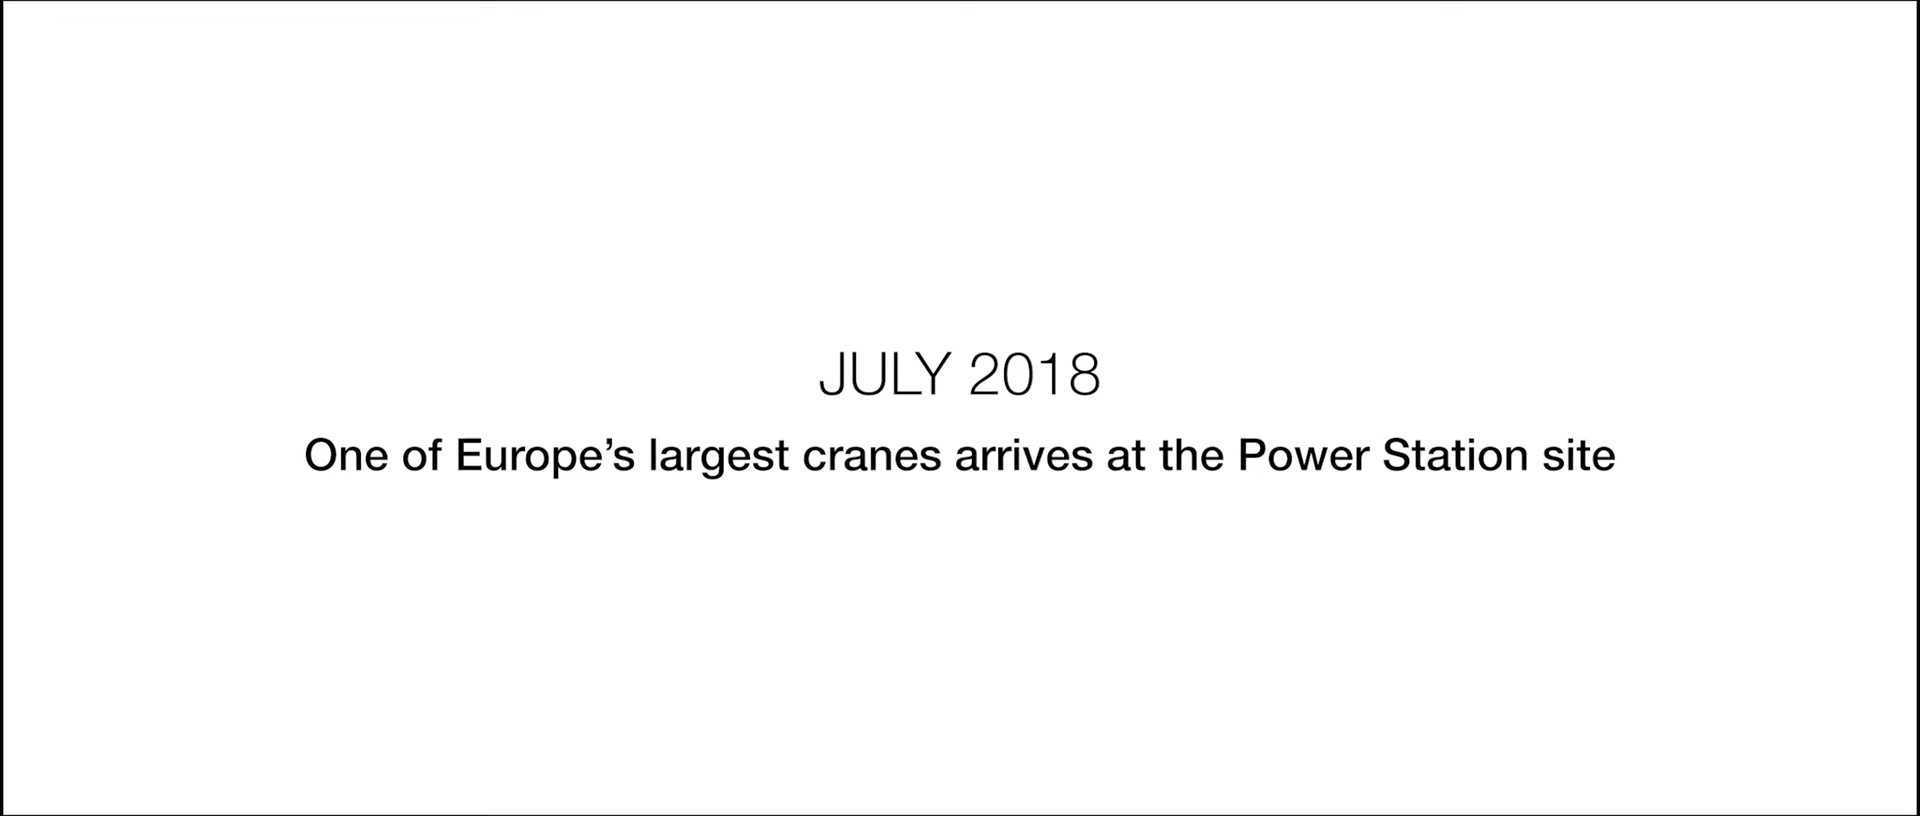 JULY 2018
One of Europe’s largest cranes arrives at the Power Station site